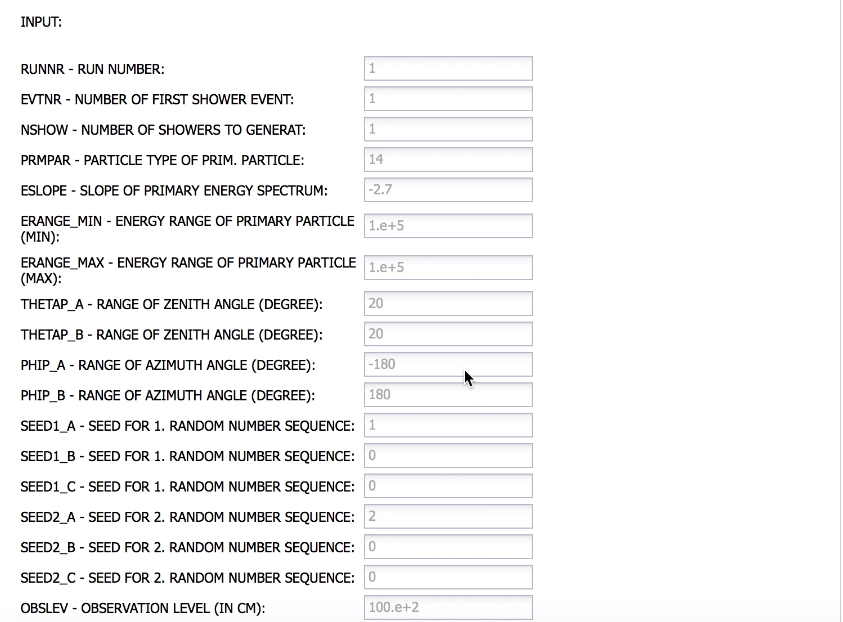 INPUT:
RUNNR - RUN NUMBER: 1
EVTNR - NUMBER OF FIRST SHOWER EVENT: 1
NSHOW - NUMBER OF SHOWERS TO GENERAT: 1
PRMPAR - PARTICLE TYPE OF PRIM. PARTICLE: 14
ESLOPE - SLOPE OF PRIMARY ENERGY SPECTRUM: -2.7
ERANGE_MIN - ENERGY RANGE OF PRIMARY PARTICLE 1.e+5
(MIN):
ERANGE_MAX - ENERGY RANGE OF PRIMARY PARTICLE 1.e+5
(MAX):
THETAP_A - RANGE OF ZENITH ANGLE (DEGREE): 20
THETAP_B - RANGE OF ZENITH ANGLE (DEGREE): 20
PHIP_A - RANGE OF AZIMUTH ANGLE (DEGREE): -180
PHIP_B - RANGE OF AZIMUTH ANGLE (DEGREE): 180
SEED1_A - SEED FOR 1. RANDOM NUMBER SEQUENCE: 1
SEED1_B - SEED FOR 1. RANDOM NUMBER SEQUENCE: 0
SEED1_C - SEED FOR 1. RANDOM NUMBER SEQUENCE: 0
SEED2_A - SEED FOR 2. RANDOM NUMBER SEQUENCE: 2
SEED2_B - SEED FOR 2. RANDOM NUMBER SEQUENCE: 0
SEED2_C - SEED FOR 2. RANDOM NUMBER SEQUENCE: 0
OBSLEV - OBSERVATION LEVEL (IN CM): 100.e+2